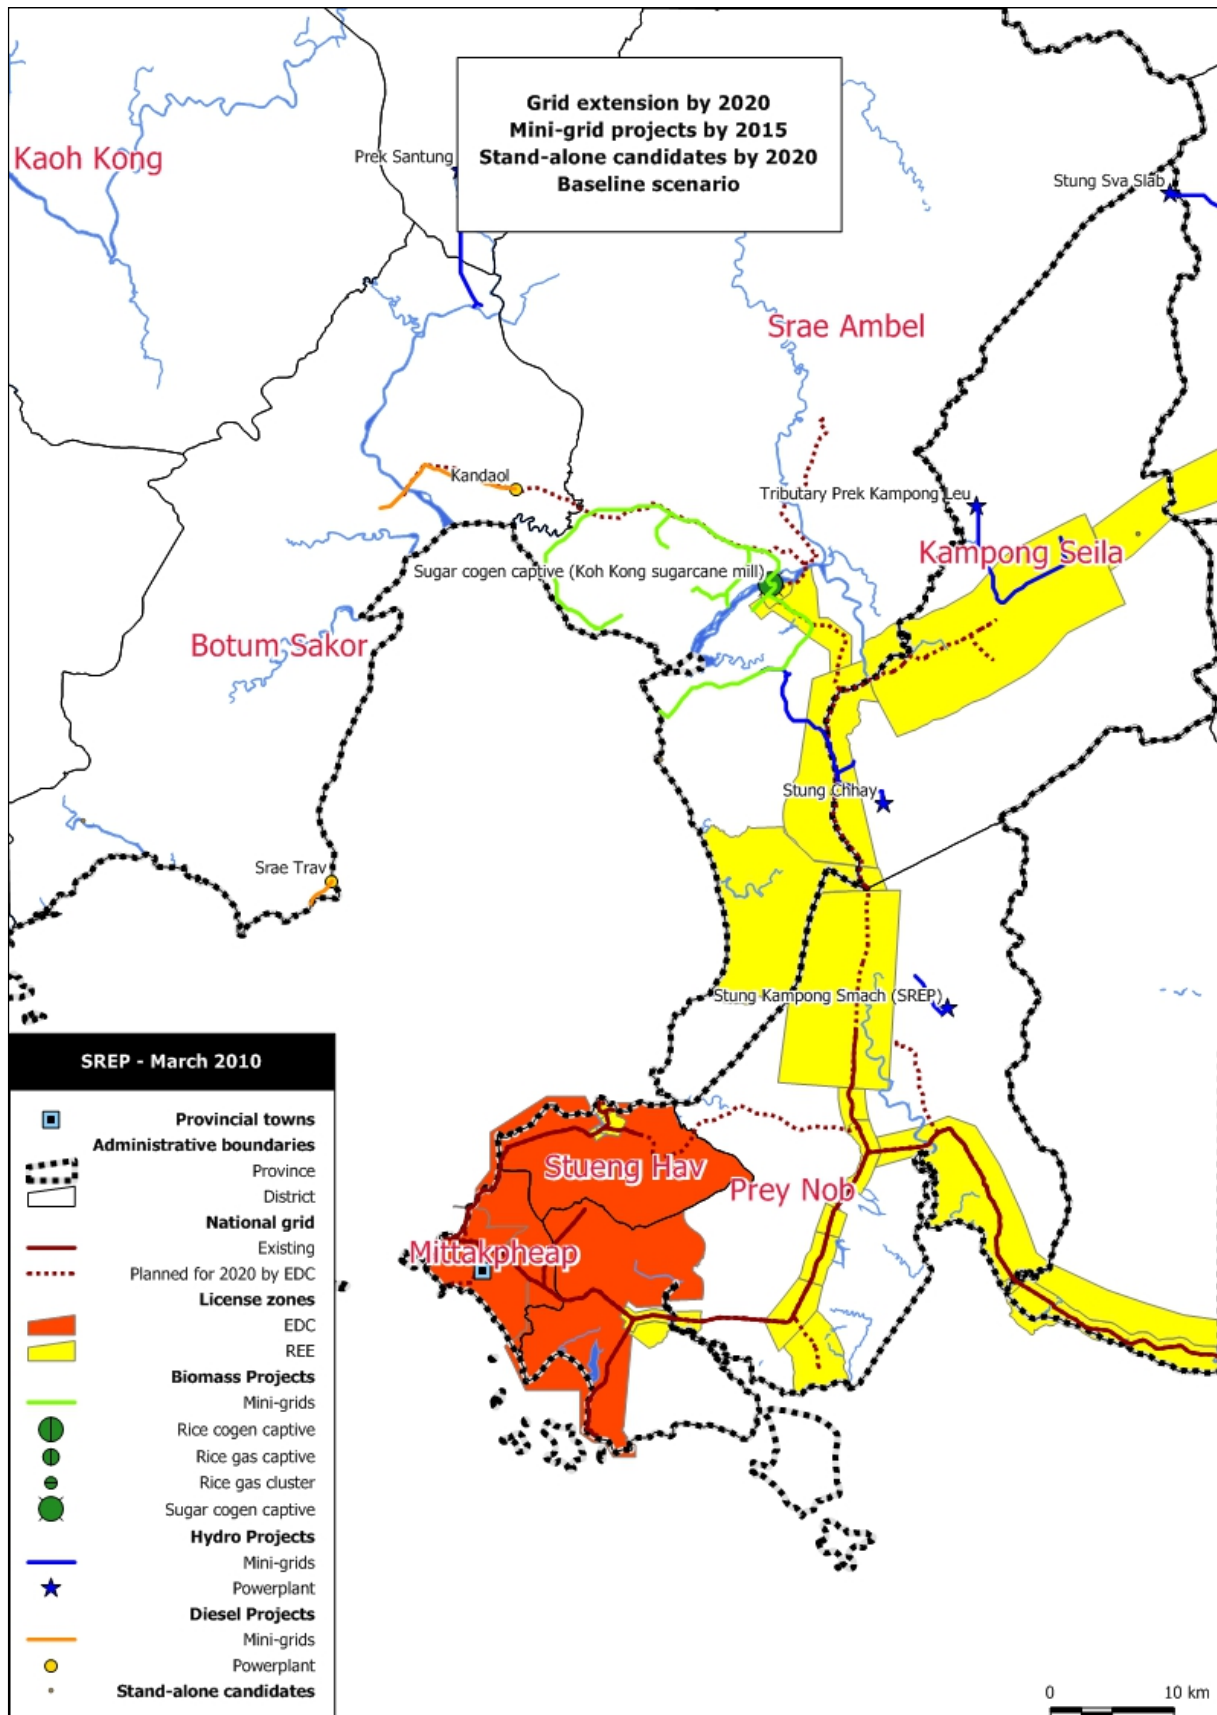 Grid extension by 2020
Mini-grid projects by 2015
Stand-alone candidates by 2020
Baseline scenario
Kaoh Kong
Prek Santung
Stung Sva Slab
Srae Ambel
Kandaol
Tributary Prek Kampong Leu
Kampong Seila
Sugar cogen captive (Koh Kong sugarcane mill)
Botum Sakor
Stung Chhay
Srae Trav
Stung Kampong Smach (SREP)
Stueng Hav
Prey Nob
Mittakpheap
SREP - March 2010
Provincial towns
Administrative boundaries
Province
District
National grid
Existing
Planned for 2020 by EDC
License zones
EDC
REE
Biomass Projects
Mini-grids
Rice cogen captive
Rice gas captive
Rice gas cluster
Sugar cogen captive
Hydro Projects
Mini-grids
Powerplant
Diesel Projects
Mini-grids
Powerplant
Stand-alone candidates
0 10 km